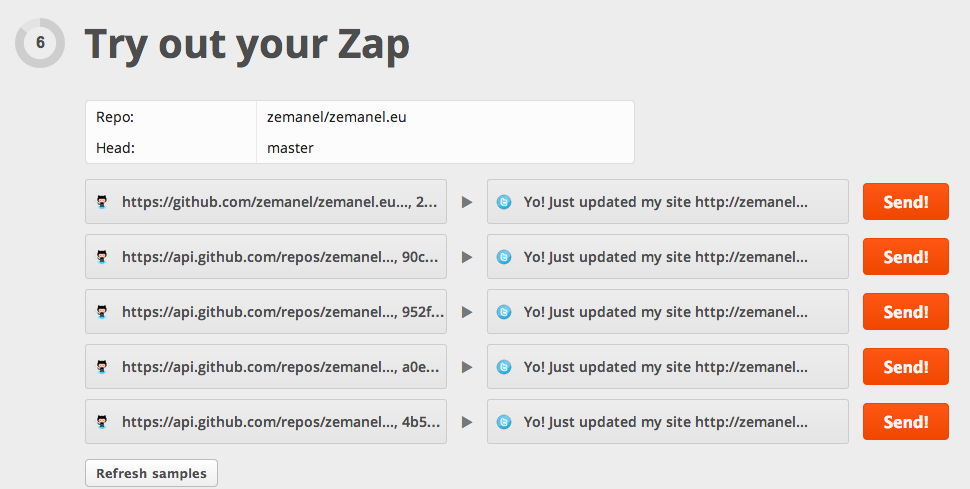 6 Try out your Zap
Repo: zemanel/zemanel.eu
Head: master
https://github.com/zemanel/zemanel.eu..., 2... Yo! Just updated my site http://zemanel... Send!
https://api.github.com/repos/zemanel..., 90c... Yo! Just updated my site http://zemanel... Send!
https://api.github.com/repos/zemanel..., 952f... Yo! Just updated my site http://zemanel... Send!
https://api.github.com/repos/zemanel..., a0e... Yo! Just updated my site http://zemanel... Send!
https://api.github.com/repos/zemanel..., 4b5... Yo! Just updated my site http://zemanel... Send!
Refresh samples